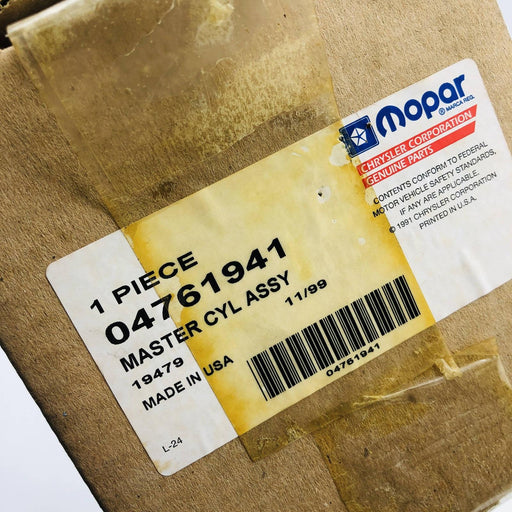 Mopar
® MARCA REG.
CHRYSLER CORPORATION
GENUINE PARTS
CONTENTS CONFORM TO FEDERAL
MOTOR VEHICLE SAFETY STANDARDS,
IF ANY ARE APPLICABLE.
© 1991 CHRYSLER CORPORATION
PRINTED IN U.S.A.
1 PIECE
04761941
MASTER CYL ASSY
19479 11/99
MADE IN USA
04761941
L-24